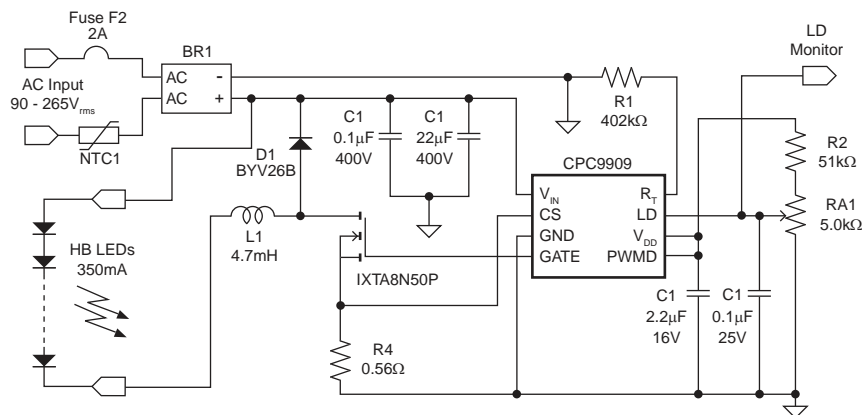 Fuse F2
2A
BR1
AC
-
AC
+
AC Input
90 - 265Vrms
NTC1
LD
Monitor
R1
402kΩ
C1
0.1µF
400V
C1
22µF
400V
D1
BYV26B
CPC9909
VIN
CS
GND
GATE
RT
LD
VDD
PWMD
R2
51kΩ
RA1
5.0kΩ
HB LEDs
350mA
L1
4.7mH
IXTA8N50P
R4
0.56Ω
C1
2.2µF
16V
C1
0.1µF
25V